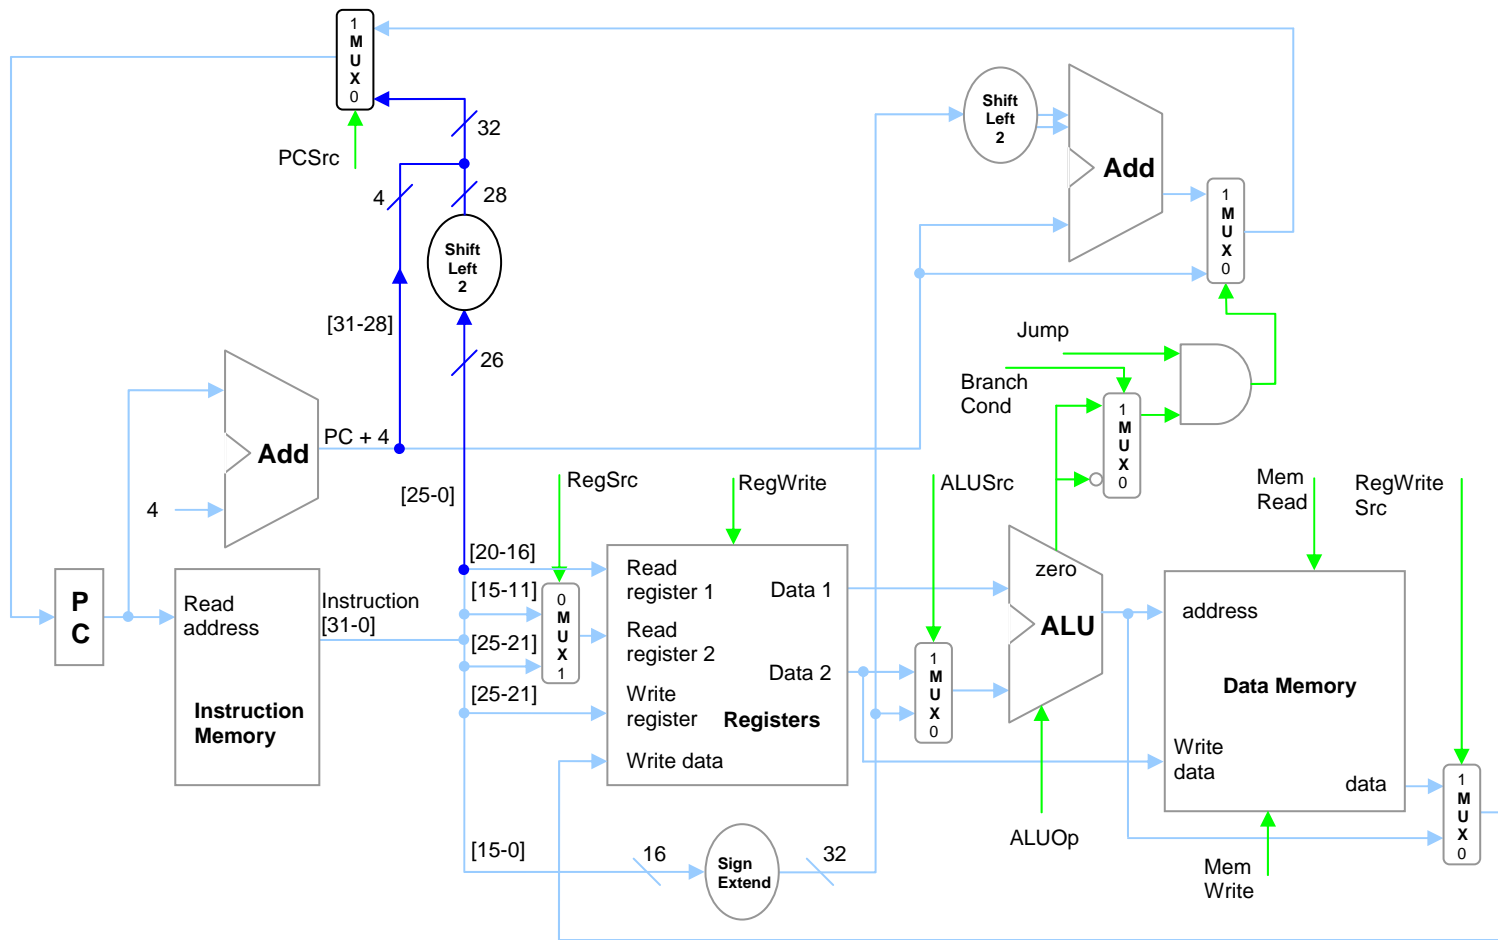 1
M
U
X
0
32
PCSrc
4
28
Shift
Left
2
[31-28]
26
Shift
Left
2
Add
1
M
U
X
0
Jump
Branch
Cond
1
M
U
X
0
Add
PC + 4
4
[25-0]
RegSrc
RegWrite
ALUSrc
Mem
Read
RegWrite
Src
P
C
Read
address
Instruction
Memory
Instruction
[31-0]
[20-16]
[15-11]
[25-21]
[25-21]
0
M
U
X
1
Read
register 1
Read
register 2
Write
register
Write data
Registers
Data 1
Data 2
1
M
U
X
0
zero
ALU
ALUOp
address
Data Memory
Write
data
data
Mem
Write
1
M
U
X
0
[15-0]
16
Sign
Extend
32